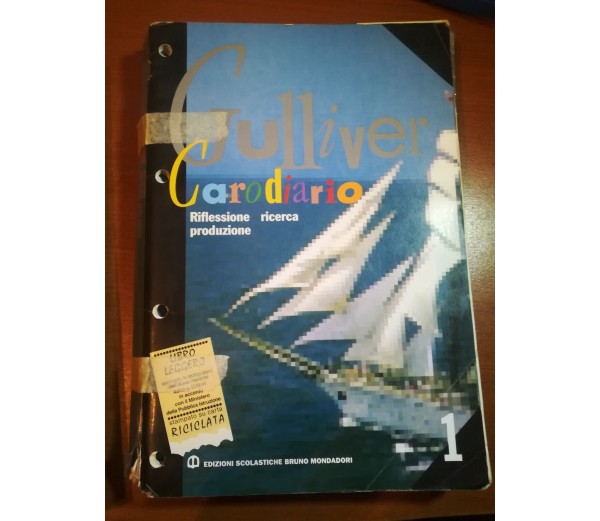 Gulliver
Carodiario
Riflessione ricerca
produzione
LIBRO
LEGGERO
in accordo
con il Ministero
della Pubblica Istruzione
stampato su carta
RICICLATA
1
EDIZIONI SCOLASTICHE BRUNO MONDADORI